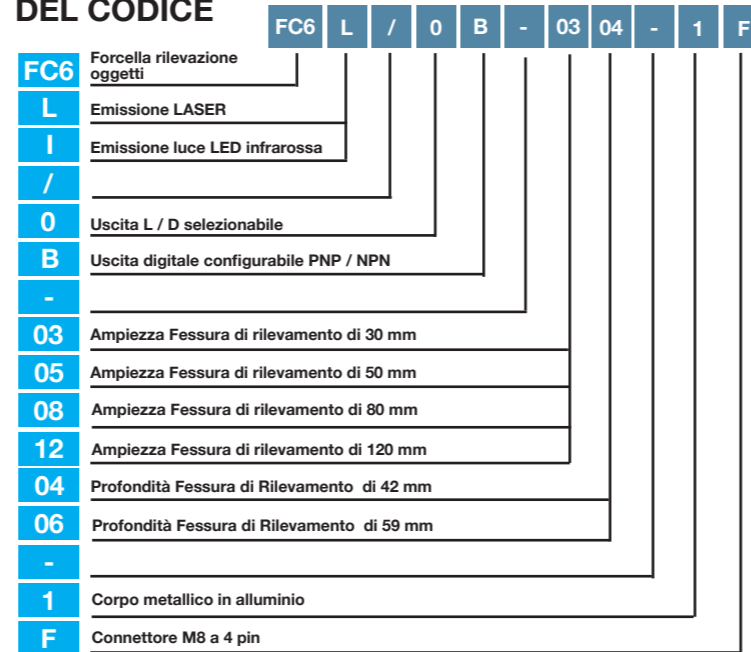 DEL CODICE
FC6 L / 0 B - 03 04 - 1 F
FC6 Forcella rilevazione
oggetti
L Emissione LASER
I Emissione luce LED infrarossa
/
0 Uscita L / D selezionabile
B Uscita digitale configurabile PNP / NPN
-
03 Ampiezza Fessura di rilevamento di 30 mm
05 Ampiezza Fessura di rilevamento di 50 mm
08 Ampiezza Fessura di rilevamento di 80 mm
12 Ampiezza Fessura di rilevamento di 120 mm
04 Profondità Fessura di Rilevamento di 42 mm
06 Profondità Fessura di Rilevamento di 59 mm
-
1 Corpo metallico in alluminio
F Connettore M8 a 4 pin